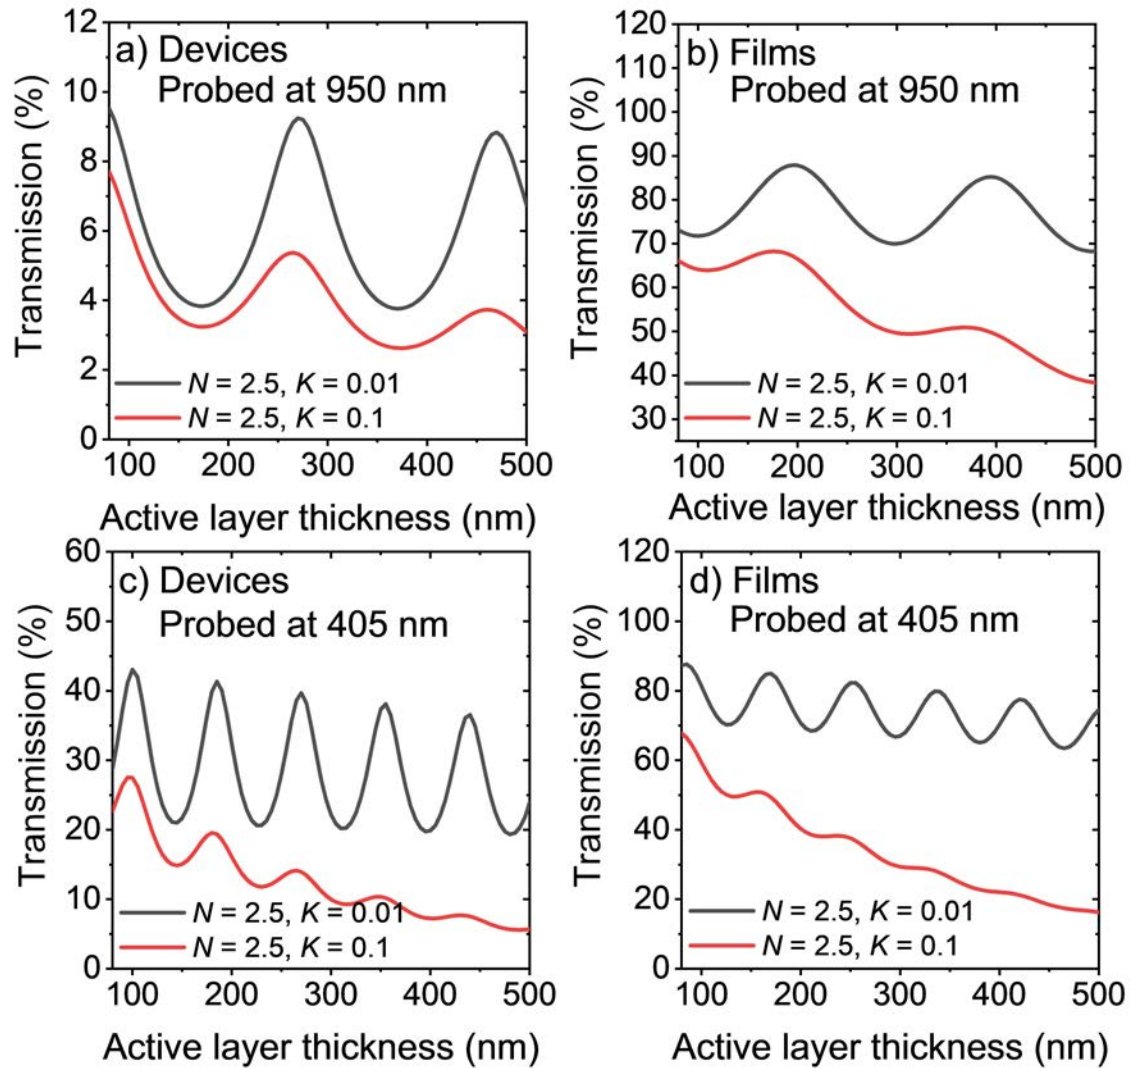 a) Devices
Probed at 950 nm
Transmission (%)
12
10
8
6
4
2
0
N = 2.5, K = 0.01
N = 2.5, K = 0.1
100 200 300 400 500
Active layer thickness (nm)
b) Films
Probed at 950 nm
Transmission (%)
120
110
100
90
80
70
60
50
40
30
N = 2.5, K = 0.01
N = 2.5, K = 0.1
100 200 300 400 500
Active layer thickness (nm)
c) Devices
Probed at 405 nm
Transmission (%)
60
50
40
30
20
10
0
N = 2.5, K = 0.01
N = 2.5, K = 0.1
100 200 300 400 500
Active layer thickness (nm)
d) Films
Probed at 405 nm
Transmission (%)
120
100
80
60
40
20
0
N = 2.5, K = 0.01
N = 2.5, K = 0.1
100 200 300 400 500
Active layer thickness (nm)